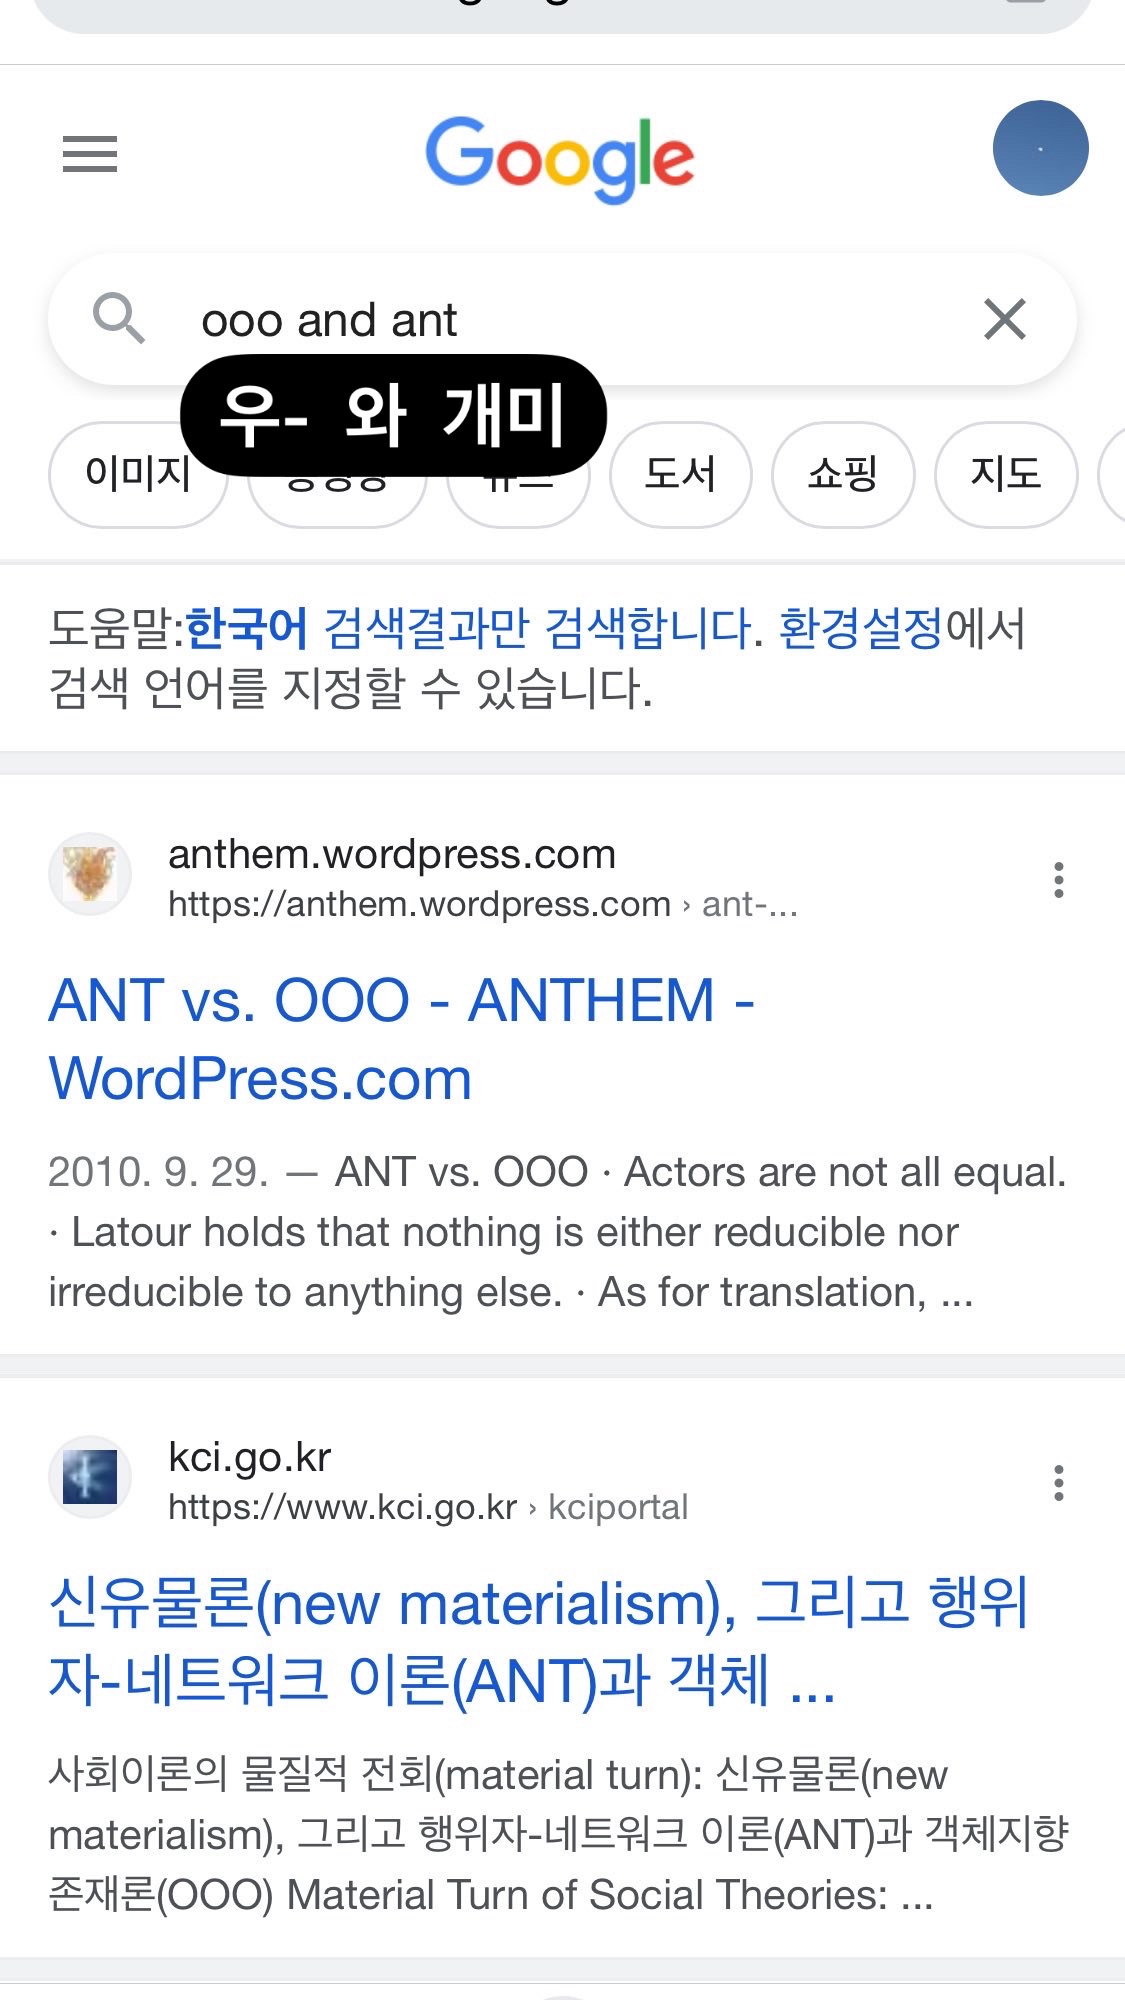 Google
ooo and ant
우- 와 개미
이미지 도서 쇼핑 지도
도움말:한국어 검색결과만 검색합니다. 환경설정에서
검색 언어를 지정할 수 있습니다.
anthem.wordpress.com
https://anthem.wordpress.com › ant-...
ANT vs. OOO - ANTHEM -
WordPress.com
2010. 9. 29. — ANT vs. OOO · Actors are not all equal.
· Latour holds that nothing is either reducible nor
irreducible to anything else. · As for translation, ...
kci.go.kr
https://www.kci.go.kr › kciportal
신유물론(new materialism), 그리고 행위
자-네트워크 이론(ANT)과 객체 ...
사회이론의 물질적 전회(material turn): 신유물론(new
materialism), 그리고 행위자-네트워크 이론(ANT)과 객체지향
존재론(OOO) Material Turn of Social Theories: ...